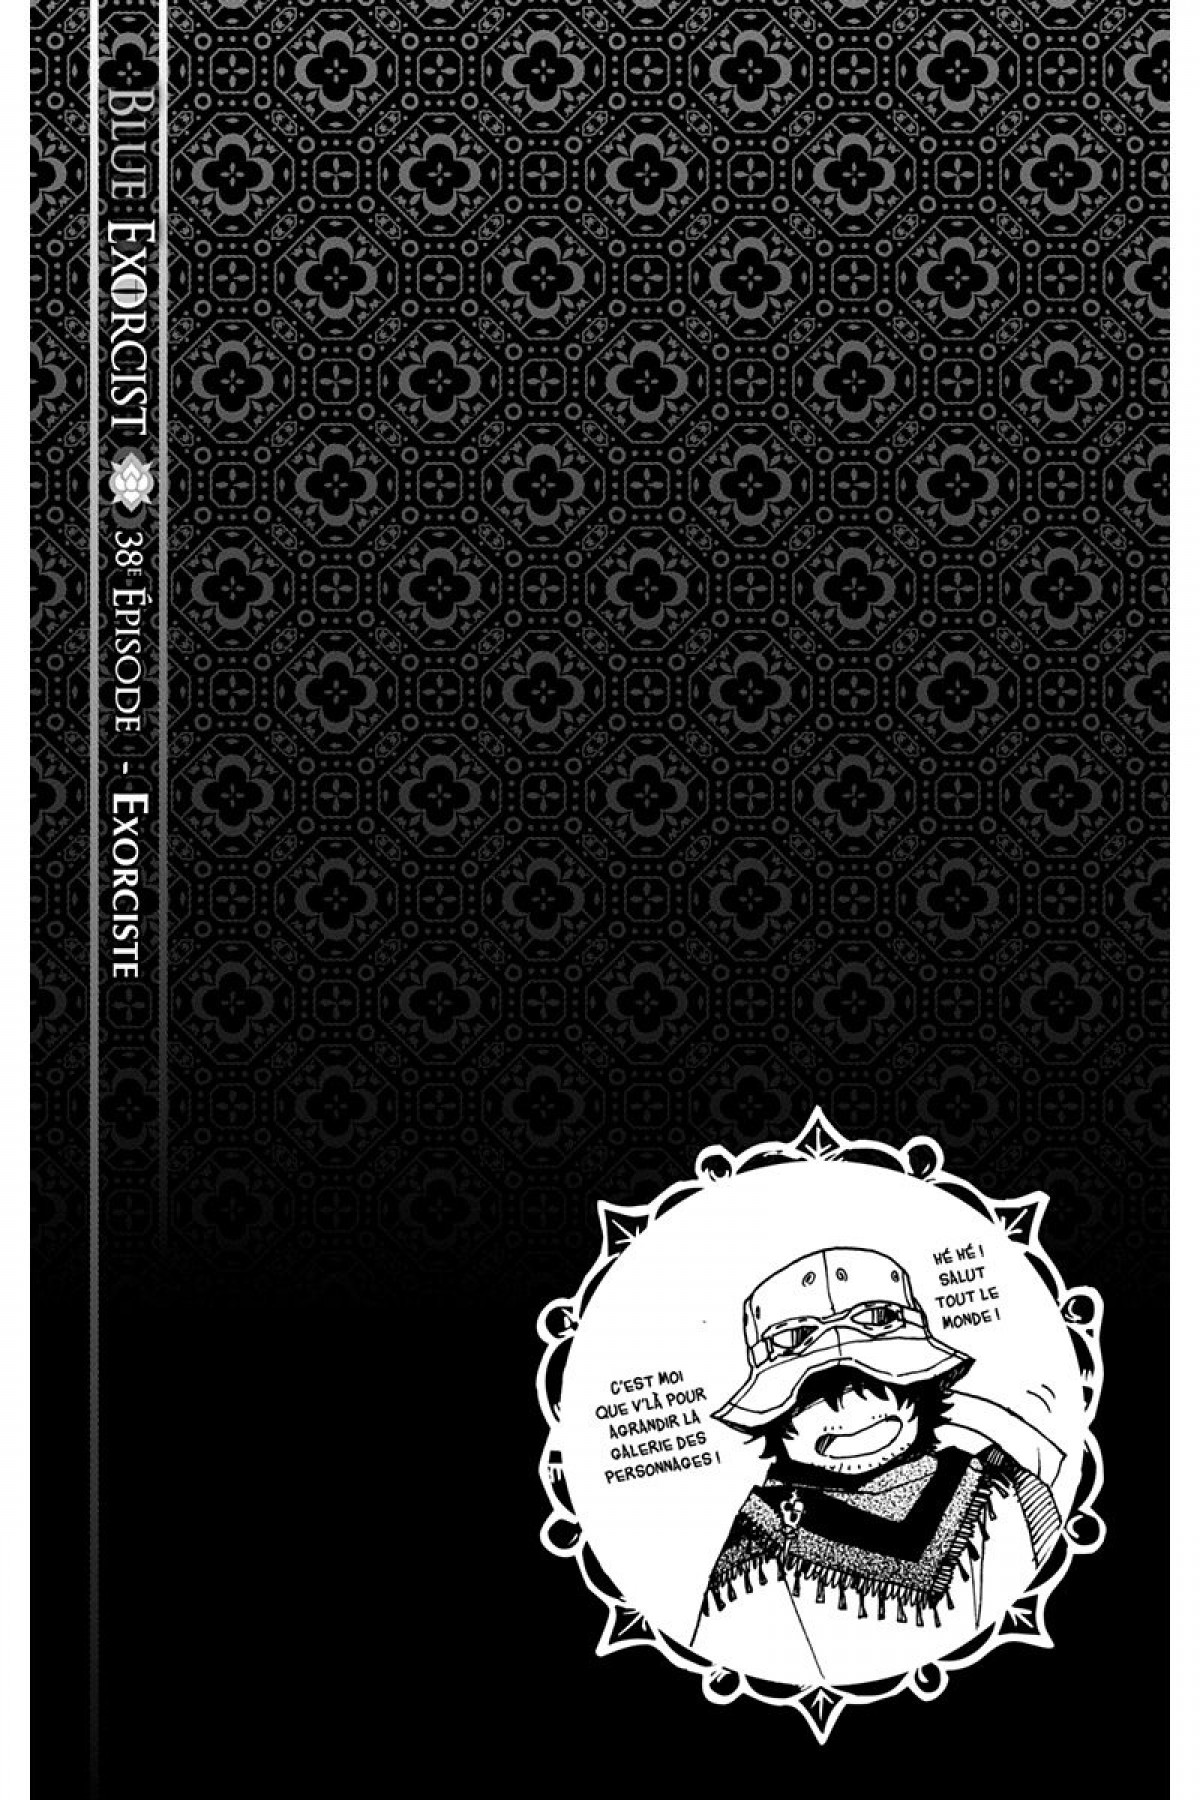 Blue Exorcist 38e Épisode - Exorciste
HÉ HÉ !
SALUT
TOUT LE
MONDE !
C'EST MOI
QUE V'LÀ POUR
AGRANDIR LA
GALERIE DES
PERSONNAGES !